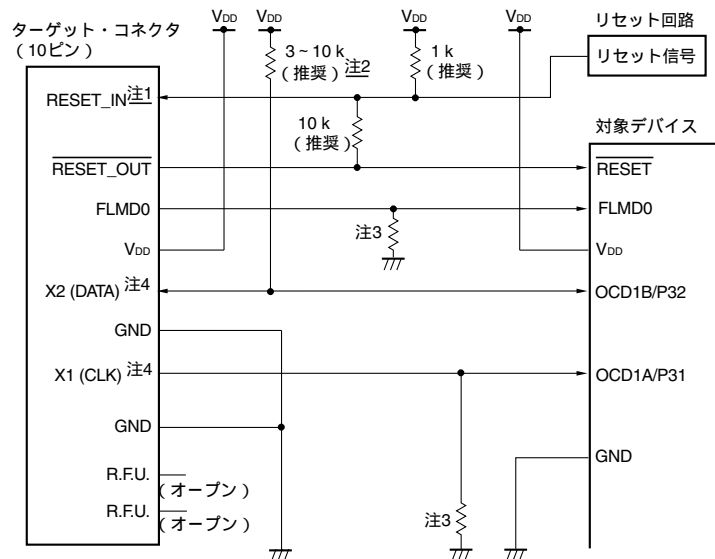 ターゲット・コネクタ
（10ピン）
VDD
VDD
VDD
VDD
リセット回路
リセット信号
3～10 k
（推奨）注2
1 k
（推奨）
RESET_IN注1
10 k
（推奨）
対象デバイス
RESET_OUT
RESET
FLMD0
FLMD0
注3
VDD
VDD
X2 (DATA) 注4
OCD1B/P32
GND
X1 (CLK) 注4
OCD1A/P31
GND
GND
R.F.U.
（オープン）
R.F.U.
（オープン）
注3